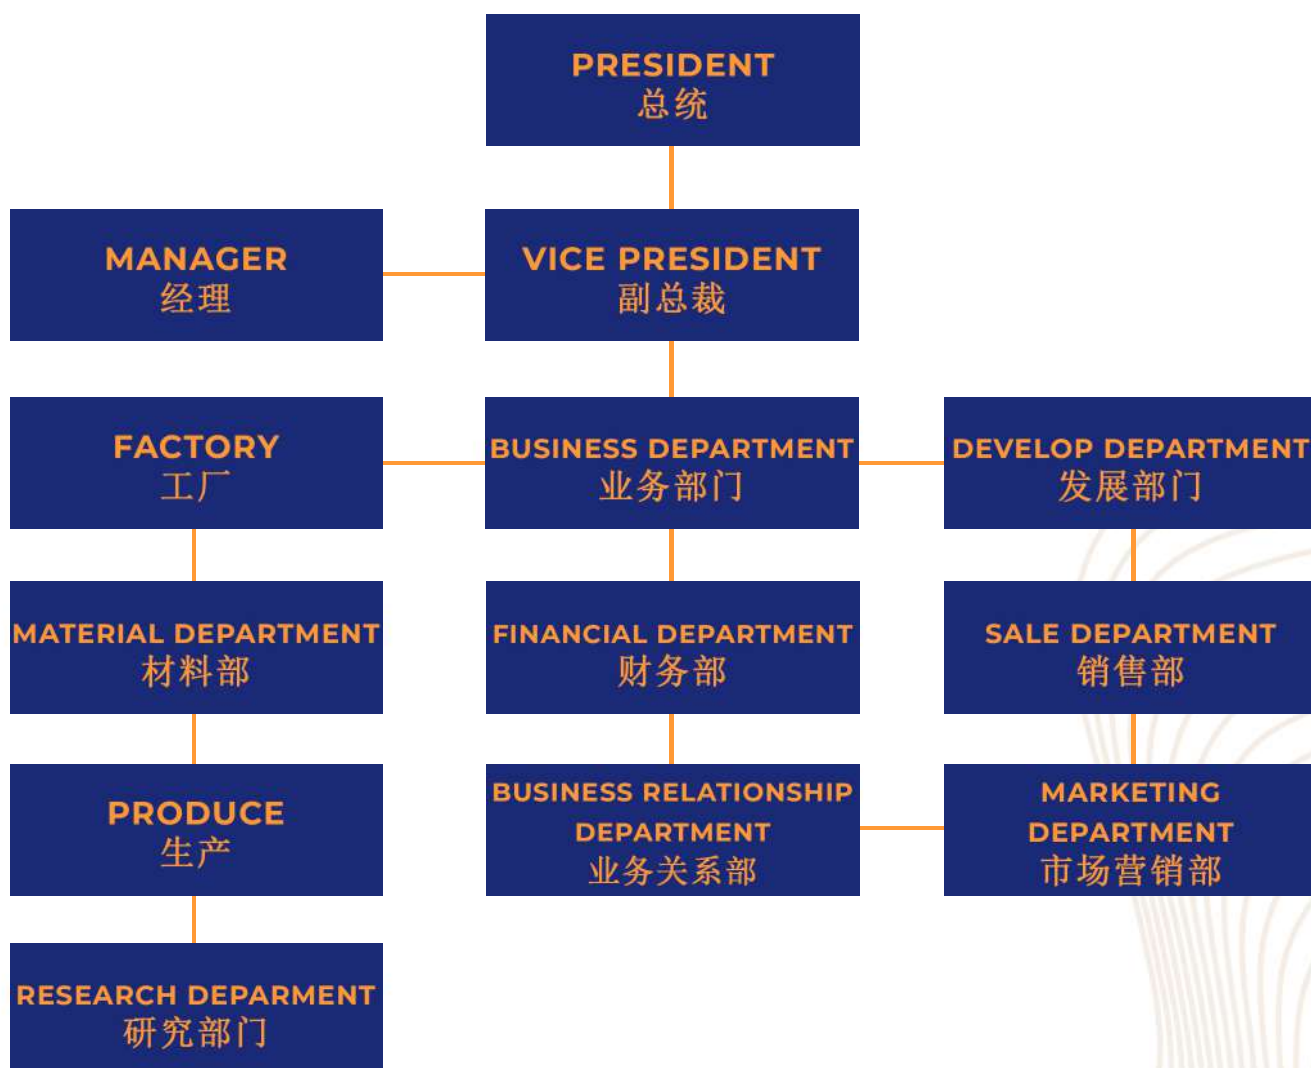 PRESIDENT
总统
MANAGER
经理
VICE PRESIDENT
副总裁
FACTORY
工厂
BUSINESS DEPARTMENT
业务部门
DEVELOP DEPARTMENT
发展部门
MATERIAL DEPARTMENT
材料部
FINANCIAL DEPARTMENT
财务部
SALE DEPARTMENT
销售部
PRODUCE
生产
BUSINESS RELATIONSHIP
DEPARTMENT
业务关系部
MARKETING
DEPARTMENT
市场营销部
RESEARCH DEPARMENT
研究部门